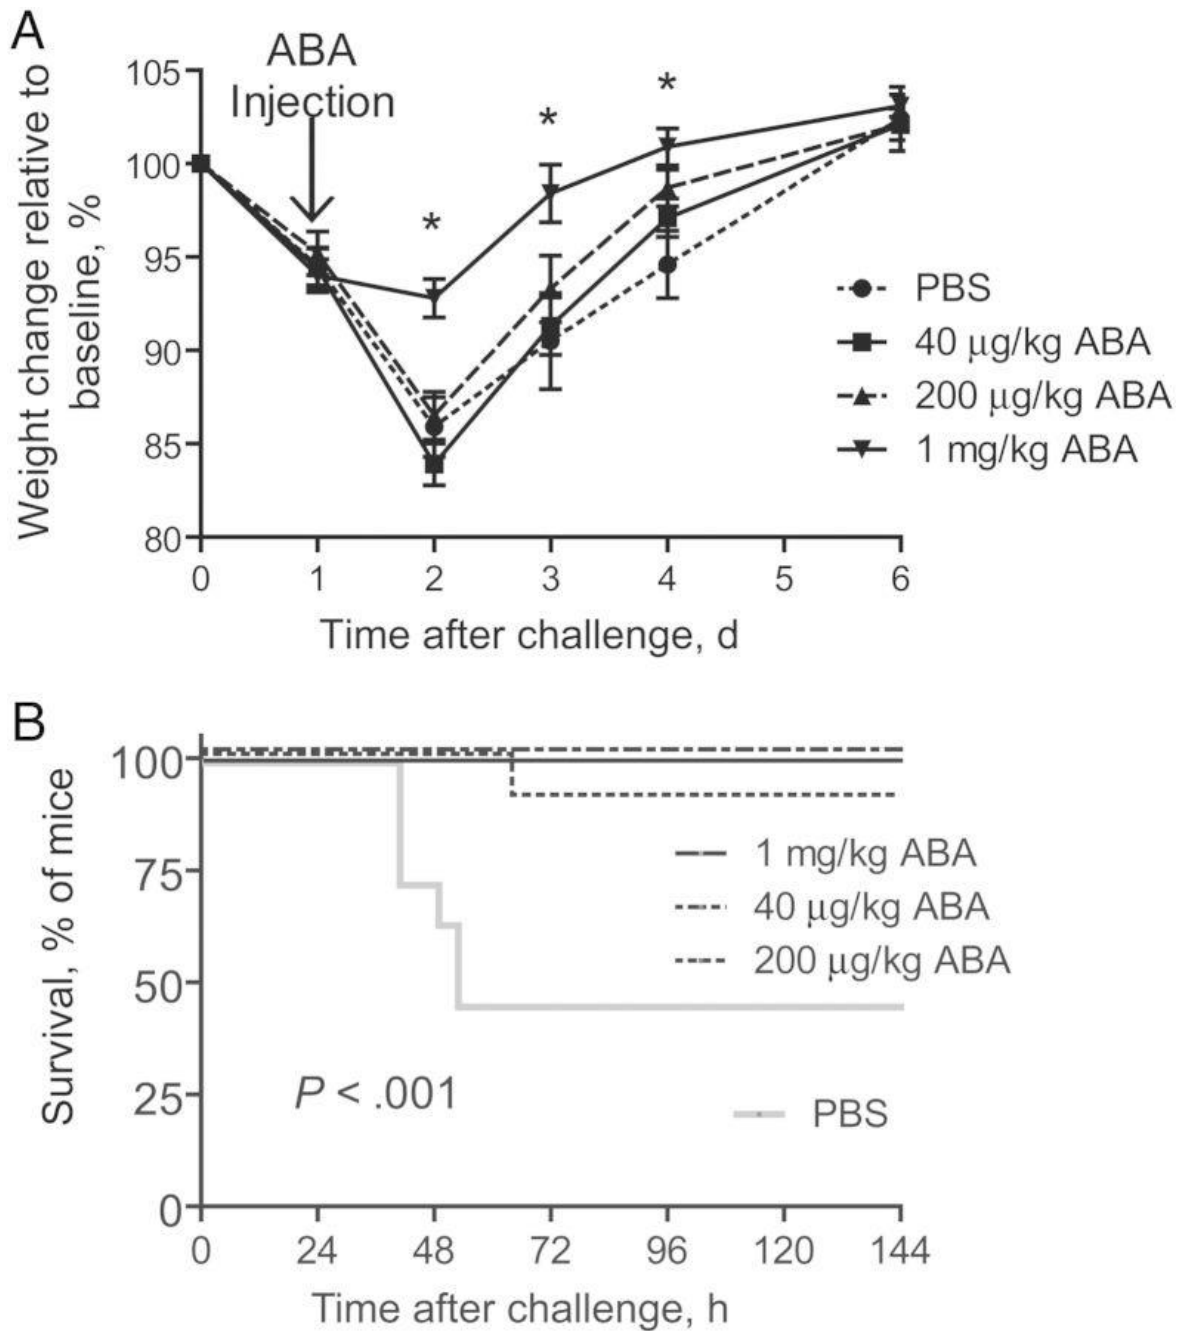 A
ABA
Injection
Weight change relative to
baseline, %
105
100
95
90
85
80
*
*
*
PBS
40 μg/kg ABA
200 μg/kg ABA
1 mg/kg ABA
0 1 2 3 4 5 6
Time after challenge, d
B
Survival, % of mice
100
75
50
25
0
1 mg/kg ABA
40 μg/kg ABA
200 μg/kg ABA
P < .001
PBS
0 24 48 72 96 120 144
Time after challenge, h